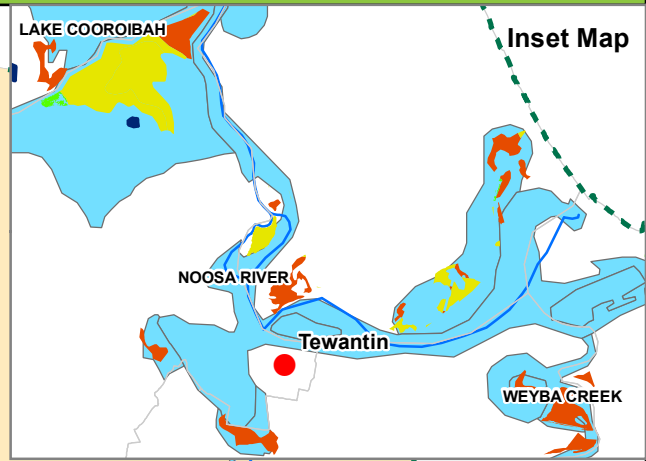 LAKE COOROIBAH
Inset Map
NOOSA RIVER
Tewantin
WEYBA CREEK